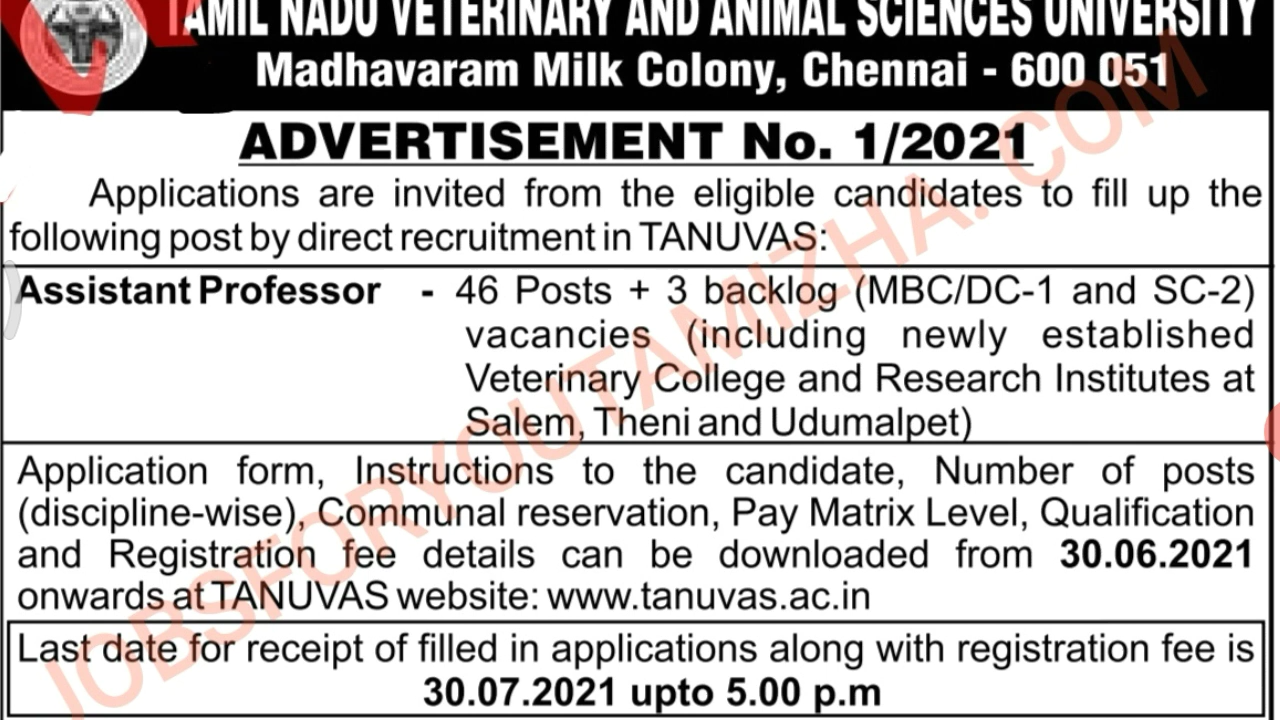 TAMIL NADU VETERINARY AND ANIMAL SCIENCES UNIVERSITY
Madhavaram Milk Colony, Chennai - 600 051
ADVERTISEMENT No. 1/2021
Applications are invited from the eligible candidates to fill up the
following post by direct recruitment in TANUVAS:
Assistant Professor - 46 Posts + 3 backlog (MBC/DC-1 and SC-2)
vacancies (including newly established
Veterinary College and Research Institutes at
Salem, Theni and Udumalpet)
Application form, Instructions to the candidate, Number of posts
(discipline-wise), Communal reservation, Pay Matrix Level, Qualification
and Registration fee details can be downloaded from 30.06.2021
onwards at TANUVAS website: www.tanuvas.ac.in
Last date for receipt of filled in applications along with registration fee is
30.07.2021 upto 5.00 p.m
JOBSFORYOUTAMIZHA.COM